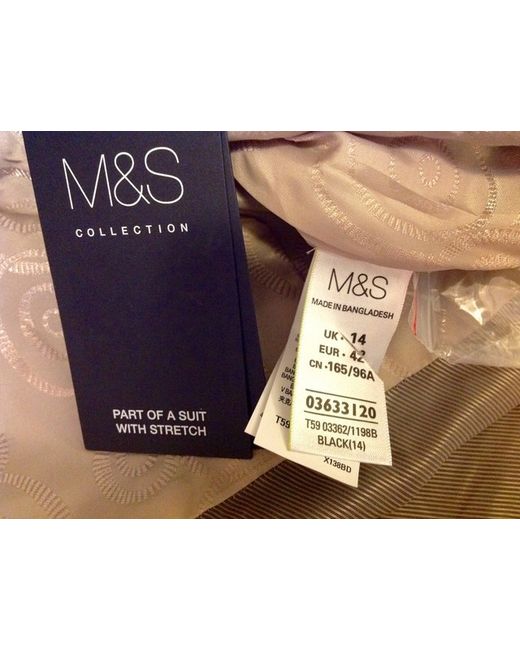 M&S
COLLECTION
PART OF A SUIT
WITH STRETCH
M&S
MADE IN BANGLADESH
UK • 14
EUR • 42
CN • 165/96A
03633120
T59 03362/1198B
BLACK(14)
T59
X138BD